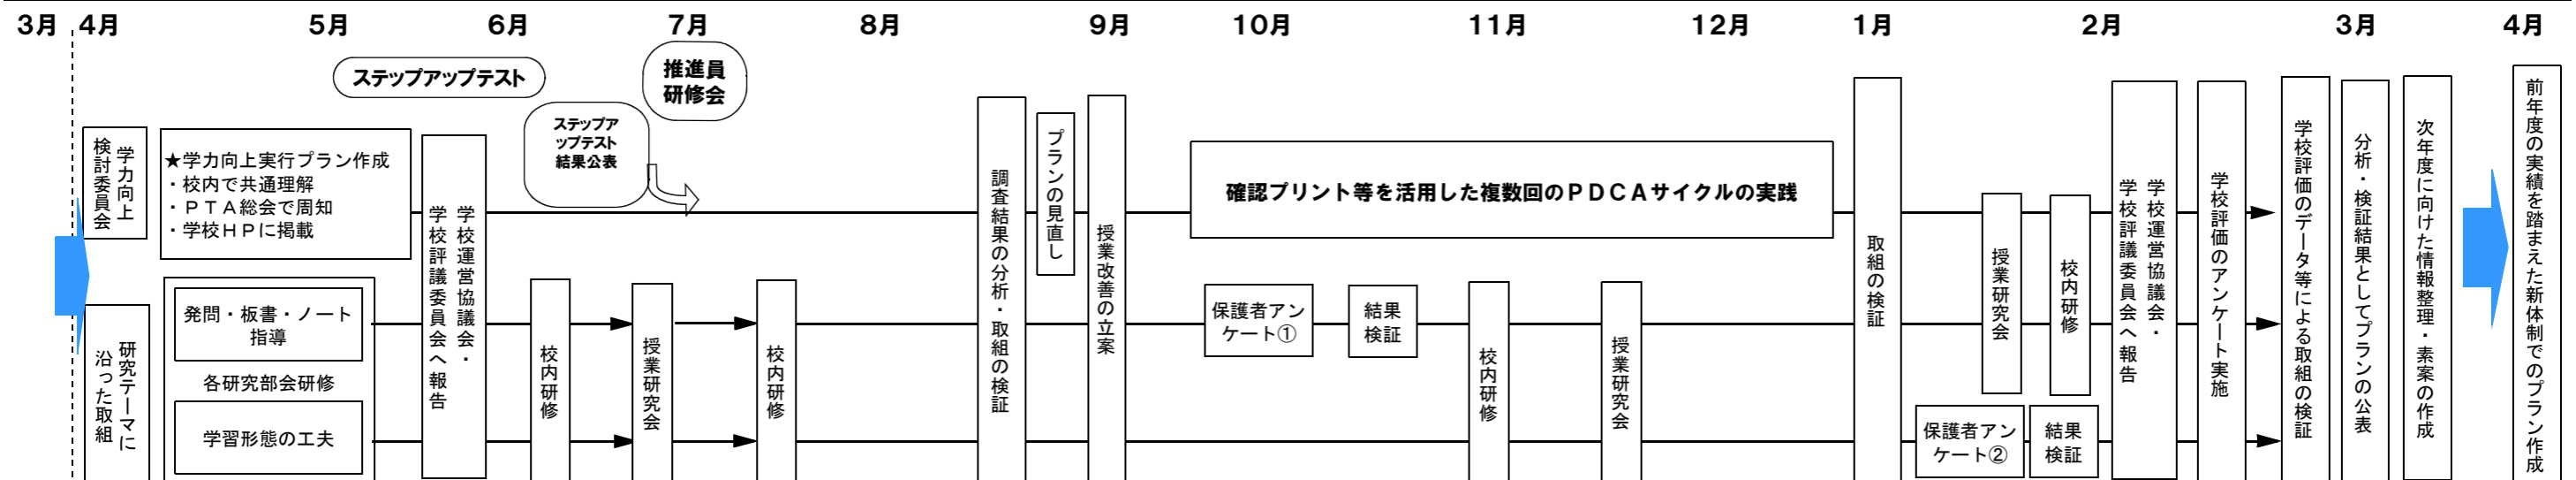 3月
4月
5月
6月
7月
8月
9月
10月
11月
12月
1月
2月
3月
4月
ステップアップテスト
推進員
研修会
ステップア
ップテスト
結果公表
学力向上
検討委員会
★学力向上実行プラン作成
・校内で共通理解
・ＰＴＡ総会で周知
・学校ＨＰに掲載
研究テーマに
沿った取組
発問・板書・ノート
指導
各研究部会研修
学習形態の工夫
学校運営協議会・
学校評議委員会へ報告
校内研修
授業研究会
校内研修
調査結果の分析・取組の検証
プランの見直し
授業改善の立案
確認プリント等を活用した複数回のＰＤＣＡサイクルの実践
保護者アン
ケート①
結果
検証
校内研修
授業研究会
取組の検証
授業研究会
校内研修
保護者アン
ケート②
結果
検証
学校運営協議会・
学校評議委員会へ報告
学校評価のアンケート実施
学校評価のデータ等による取組の検証
分析・検証結果としてプランの公表
次年度に向けた情報整理・素案の作成
前年度の実績を踏まえた新体制でのプラン作成